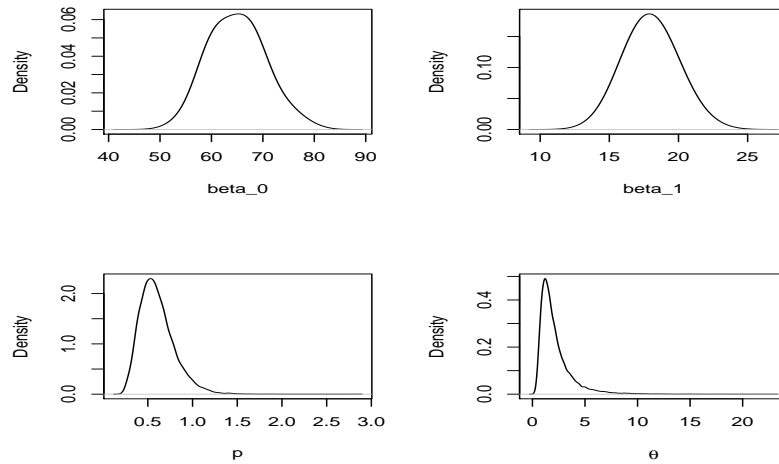 Density
0.00 0.02 0.04 0.06
40 50 60 70 80 90
beta_0
Density
0.00 0.10
10 15 20 25
beta_1
Density
0.0 1.0 2.0
0.5 1.0 1.5 2.0 2.5 3.0
p
Density
0.0 0.2 0.4
0 5 10 15 20
θ